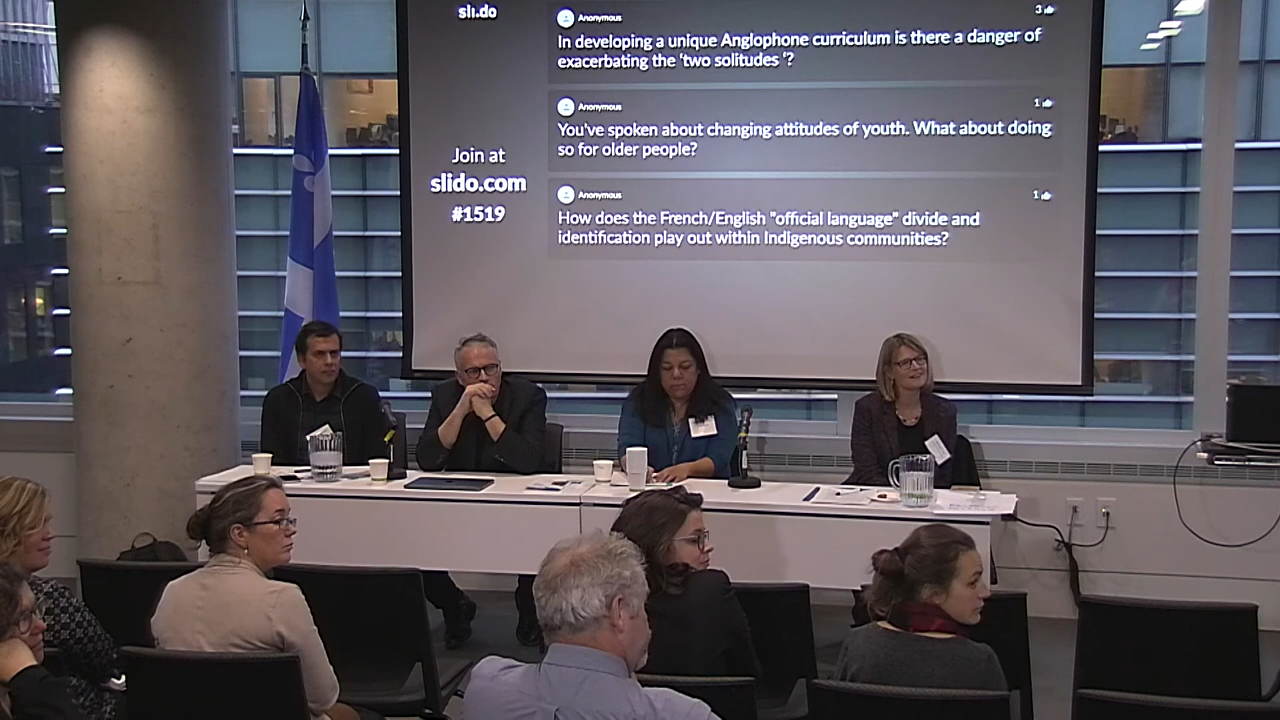 sli.do
Anonymous
3
In developing a unique Anglophone curriculum is there a danger of
exacerbating the 'two solitudes '?
Anonymous
1
You've spoken about changing attitudes of youth. What about doing
so for older people?
Join at
slido.com
#1519
Anonymous
1
How does the French/English "official language" divide and
identification play out within Indigenous communities?